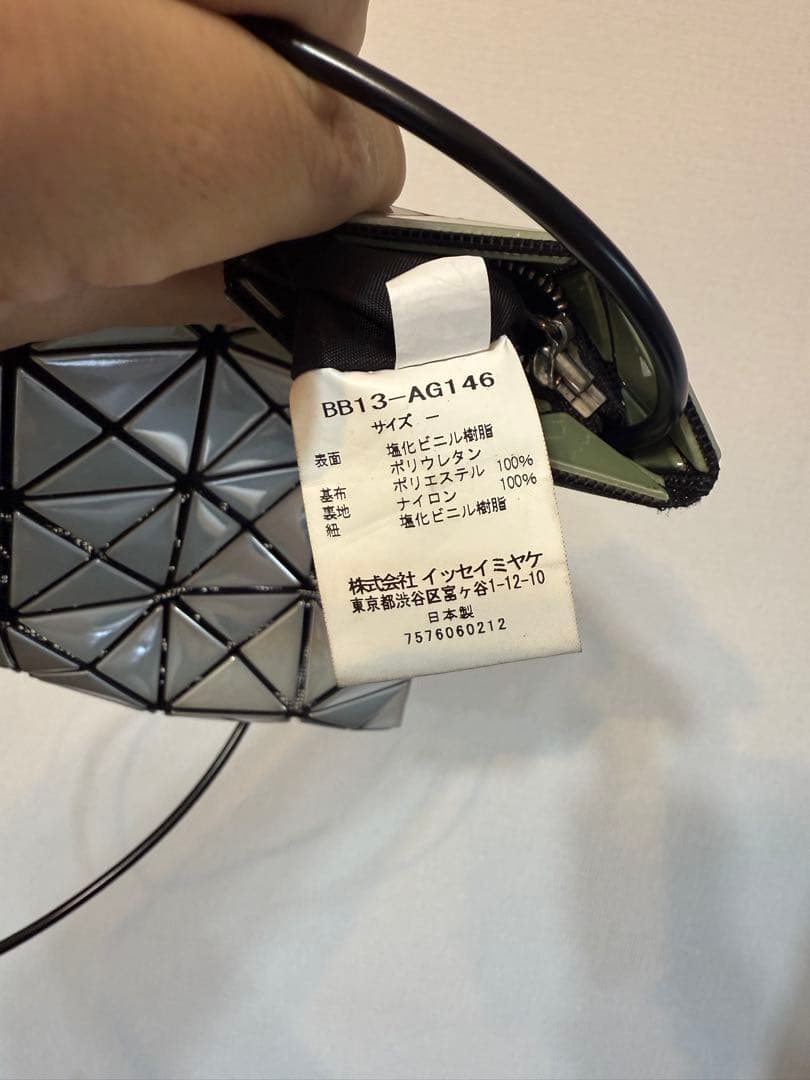 BB13-AG146
サイズ ー
表面 塩化ビニル樹脂
ポリウレタン
基布 ポリエステル 100%
裏地 ナイロン 100%
紐 塩化ビニル樹脂
株式会社 イッセイミヤケ
東京都渋谷区富ヶ谷1-12-10
日本製
7576060212